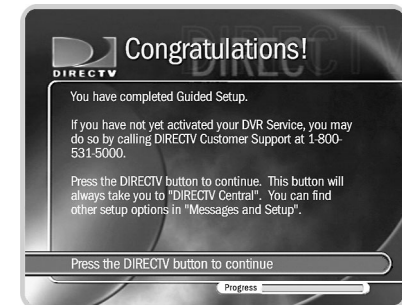 Congratulations!
DIRECTV
You have completed Guided Setup.
If you have not yet activated your DVR Service, you may
do so by calling DIRECTV Customer Support at 1-800-
531-5000.
Press the DIRECTV button to continue. This button will
always take you to "DIRECTV Central". You can find
other setup options in "Messages and Setup".
Press the DIRECTV button to continue
Progress